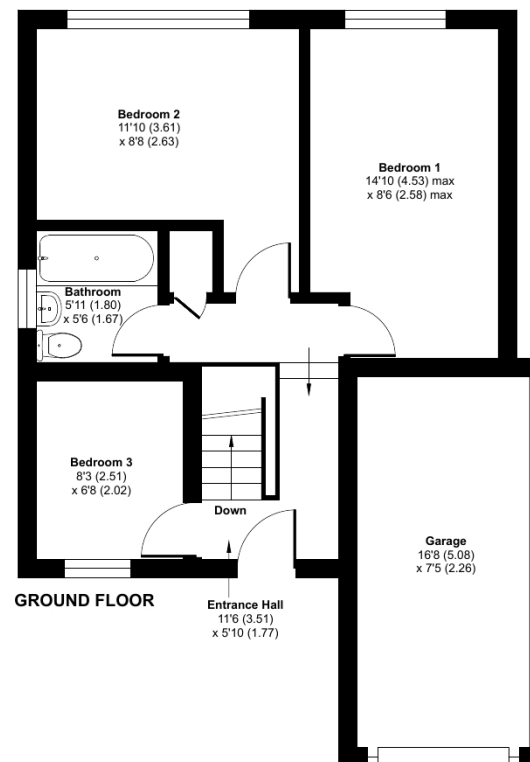 Bedroom 2
11'10 (3.61)
x 8'8 (2.63)
Bedroom 1
14'10 (4.53) max
x 8'6 (2.58) max
Bathroom
5'11 (1.80)
x 5'6 (1.67)
Bedroom 3
8'3 (2.51)
x 6'8 (2.02)
Down
Garage
16'8 (5.08)
x 7'5 (2.26)
GROUND FLOOR
Entrance Hall
11'6 (3.51)
x 5'10 (1.77)